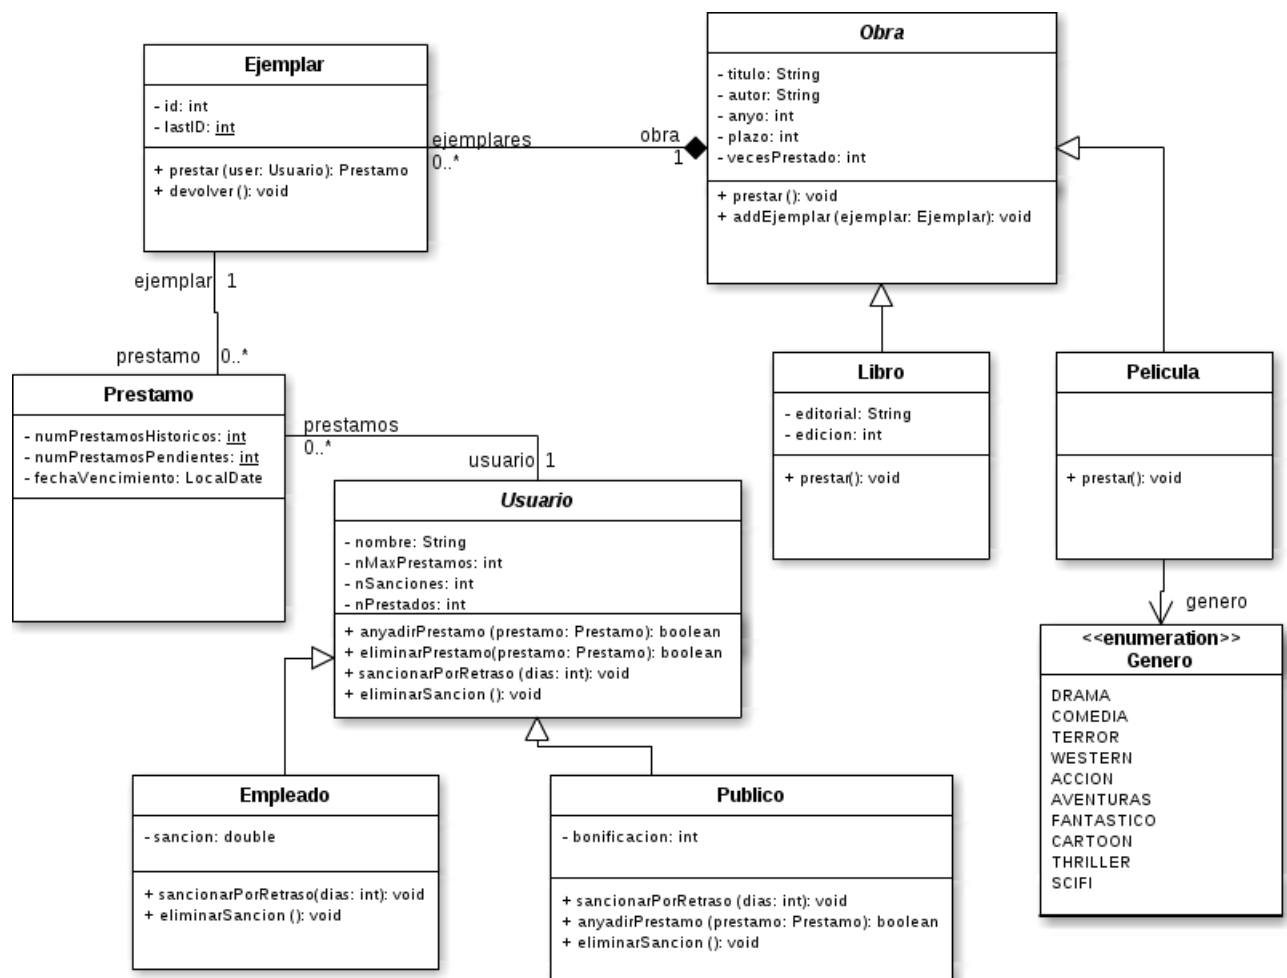 Ejemplar
- id: int
- lastID: int
+ prestar (user: Usuario): Prestamo
+ devolver (): void
ejemplares
0..*
obra
1
Obra
- titulo: String
- autor: String
- anyo: int
- plazo: int
- vecesPrestado: int
+ prestar (): void
+ addEjemplar (ejemplar: Ejemplar): void
ejemplar 1
prestamo 0..*
Prestamo
- numPrestamosHistoricos: int
- numPrestamosPendientes: int
- fechaVencimiento: LocalDate
prestamos
0..*
usuario 1
Libro
- editorial: String
- edicion: int
+ prestar(): void
Pelicula
+ prestar(): void
genero
Usuario
- nombre: String
- nMaxPrestamos: int
- nSanciones: int
- nPrestados: int
+ anyadirPrestamo (prestamo: Prestamo): boolean
+ eliminarPrestamo(prestamo: Prestamo): boolean
+ sancionarPorRetraso (dias: int): void
+ eliminarSancion (): void
<<enumeration>>
Genero
DRAMA
COMEDIA
TERROR
WESTERN
ACCION
AVENTURAS
FANTASTICO
CARTOON
THRILLER
SCIFI
Empleado
- sancion: double
+ sancionarPorRetraso(dias: int): void
+ eliminarSancion (): void
Publico
- bonificacion: int
+ sancionarPorRetraso (dias: int): void
+ anyadirPrestamo (prestamo: Prestamo): boolean
+ eliminarSancion (): void